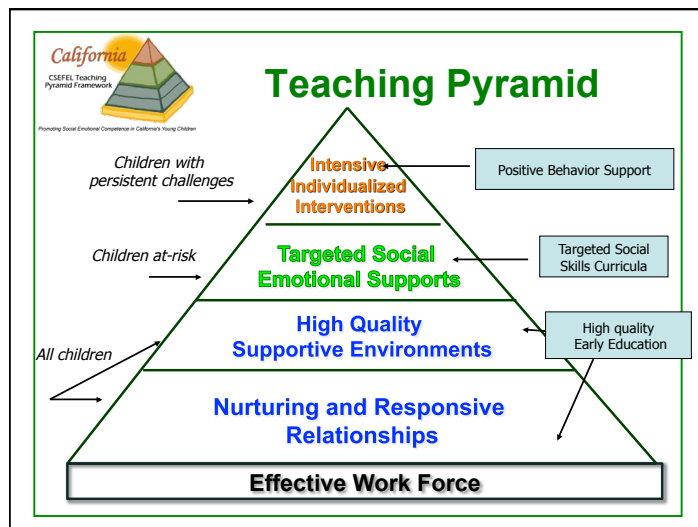 California
CSEFEL Teaching
Pyramid Framework
Promoting Social Emotional Competence in California's Young Children
Teaching Pyramid
Children with
persistent challenges
Intensive
Individualized
Interventions
Positive Behavior Support
Children at-risk
Targeted Social
Emotional Supports
Targeted Social
Skills Curricula
All children
High Quality
Supportive Environments
High quality
Early Education
Nurturing and Responsive
Relationships
Effective Work Force